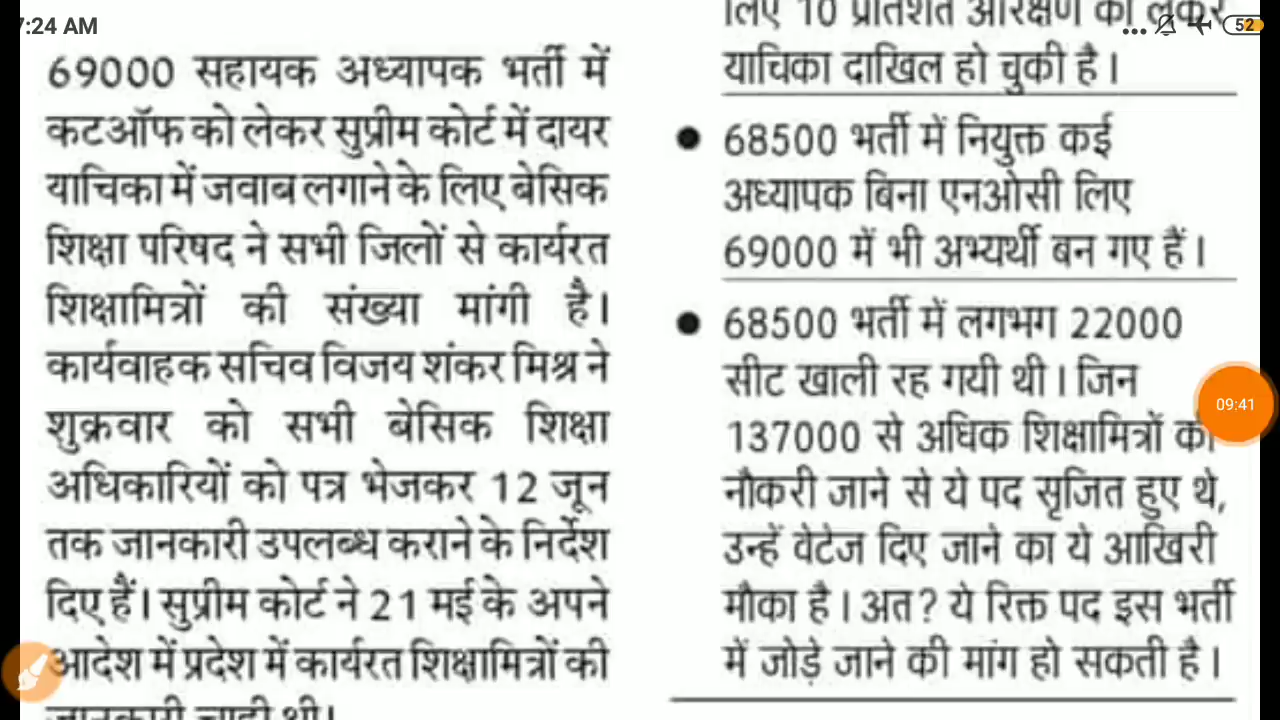 7:24 AM
52
69000 सहायक अध्यापक भर्ती में
कटऑफ को लेकर सुप्रीम कोर्ट में दायर
याचिका में जवाब लगाने के लिए बेसिक
शिक्षा परिषद ने सभी जिलों से कार्यरत
शिक्षामित्रों की संख्या मांगी है।
कार्यवाहक सचिव विजय शंकर मिश्र ने
शुक्रवार को सभी बेसिक शिक्षा
अधिकारियों को पत्र भेजकर 12 जून
तक जानकारी उपलब्ध कराने के निर्देश
दिए हैं। सुप्रीम कोर्ट ने 21 मई के अपने
आदेश में प्रदेश में कार्यरत शिक्षामित्रों की
जानकारी चाही थी।
लिए 10 प्रतिशत आरक्षण को लेकर
याचिका दाखिल हो चुकी है।
● 68500 भर्ती में नियुक्त कई
अध्यापक बिना एनओसी लिए
69000 में भी अभ्यर्थी बन गए हैं।
● 68500 भर्ती में लगभग 22000
सीट खाली रह गयी थी। जिन
137000 से अधिक शिक्षामित्रों की
नौकरी जाने से ये पद सृजित हुए थे,
उन्हें वेटेज दिए जाने का ये आखिरी
मौका है। अत? ये रिक्त पद इस भर्ती
में जोड़े जाने की मांग हो सकती है।
09:41